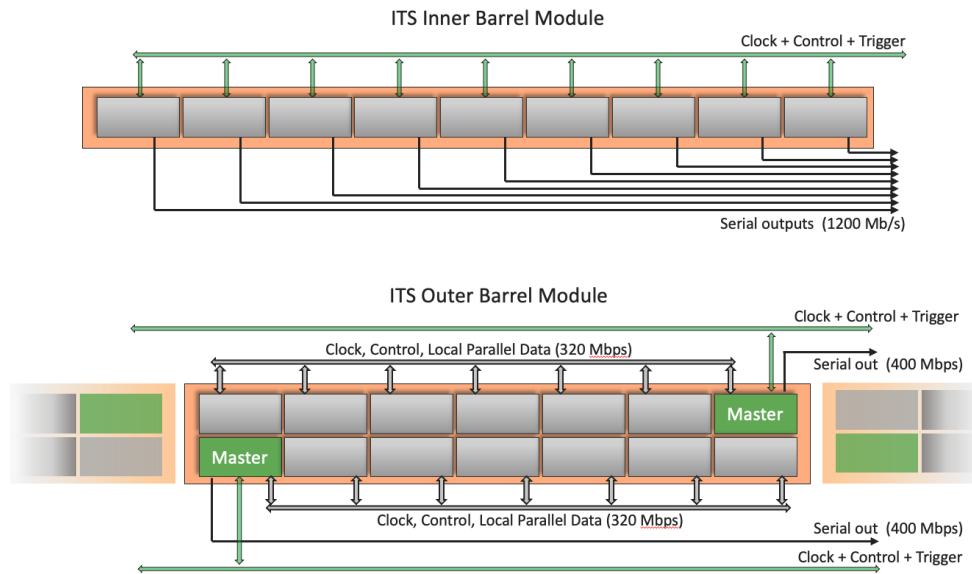 ITS Inner Barrel Module
Clock + Control + Trigger
Serial outputs (1200 Mb/s)
ITS Outer Barrel Module
Clock + Control + Trigger
Clock, Control, Local Parallel Data (320 Mbps)
Serial out (400 Mbps)
Master
Master
Clock, Control, Local Parallel Data (320 Mbps)
Serial out (400 Mbps)
Clock + Control + Trigger